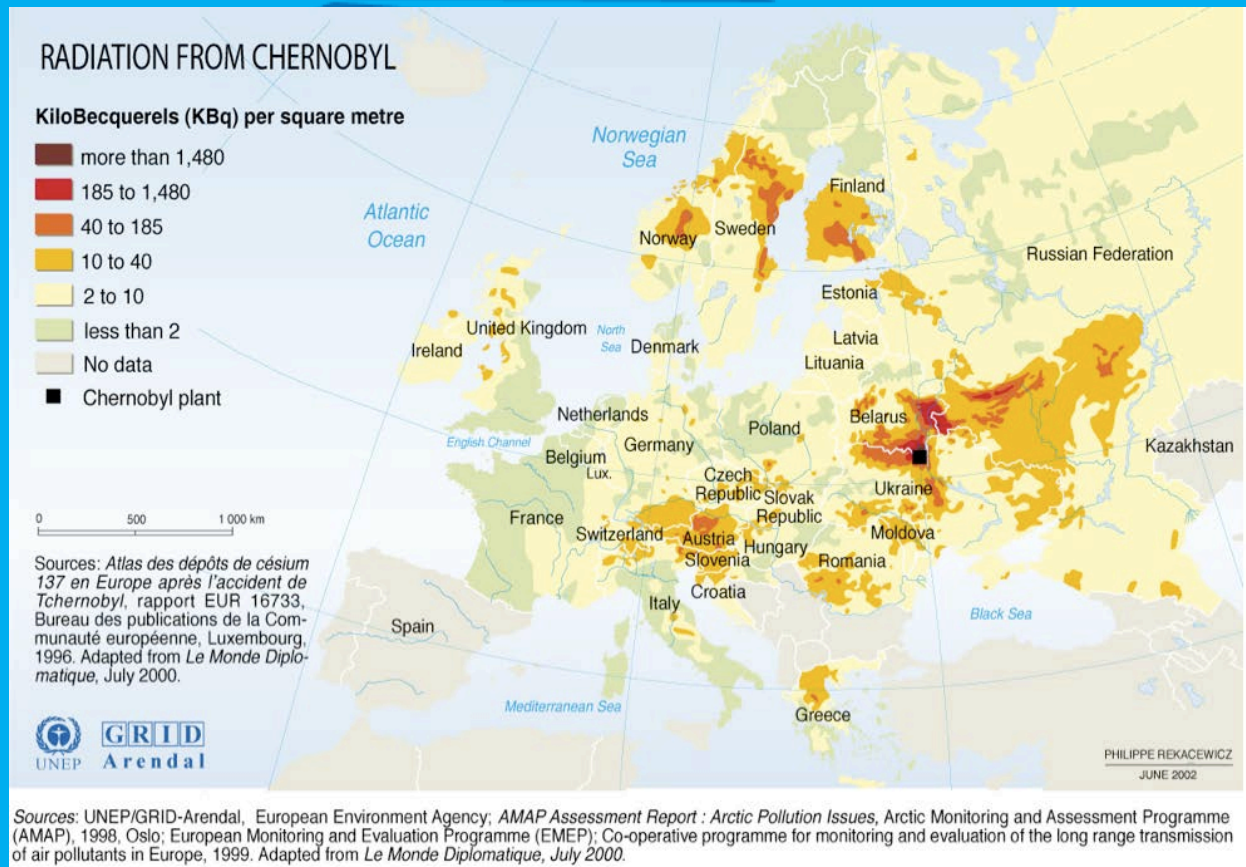 RADIATION FROM CHERNOBYL
KiloBecquerels (KBq) per square metre
more than 1,480
185 to 1,480
40 to 185
10 to 40
2 to 10
less than 2
No data
Chernobyl plant
0 500 1 000 km
Sources: Atlas des dépôts de césium
137 en Europe après l'accident de
Tchernobyl, rapport EUR 16733,
Bureau des publications de la Com-
munauté européenne, Luxembourg,
1996. Adapted from Le Monde Diplo-
matique, July 2000.
UNEP
GRID
Arendal
Norwegian
Sea
Atlantic
Ocean
Finland
Sweden
Norway
Russian Federation
Estonia
United Kingdom
North
Sea
Ireland
Denmark
Latvia
Lituania
Netherlands
Belarus
English Channel
Germany
Poland
Kazakhstan
Belgium
Lux.
Czech
Republic
Ukraine
Slovak
Republic
France
Switzerland
Austria
Moldova
Hungary
Slovenia
Romania
Croatia
Italy
Black Sea
Spain
Mediterranean Sea
Greece
PHILIPPE REKACEWICZ
JUNE 2002
Sources: UNEP/GRID-Arendal, European Environment Agency; AMAP Assessment Report : Arctic Pollution Issues, Arctic Monitoring and Assessment Programme
(AMAP), 1998, Oslo; European Monitoring and Evaluation Programme (EMEP); Co-operative programme for monitoring and evaluation of the long range transmission
of air pollutants in Europe, 1999. Adapted from Le Monde Diplomatique, July 2000.